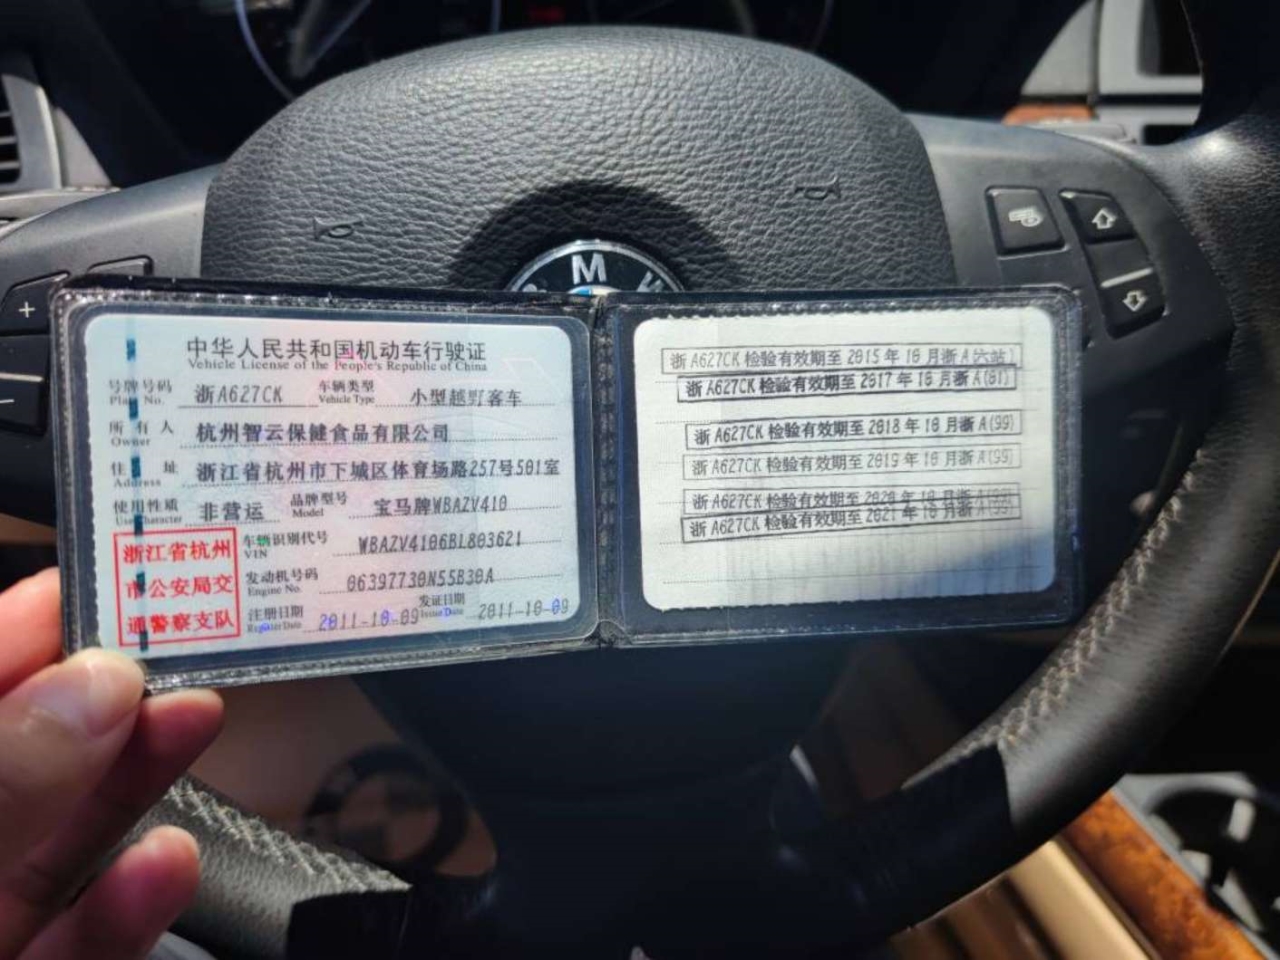 中华人民共和国机动车行驶证
Vehicle License of the People's Republic of China
号牌号码 浙A627CK 车辆类型 小型越野客车
Plate No. Vehicle Type
所有人 杭州智云保健食品有限公司
Owner
住址 浙江省杭州市下城区体育场路257号501室
Address
使用性质 非营运 品牌型号 宝马牌WBAZV410
Use Character Model
浙江省杭州
市公安局交
通警察支队
车辆识别代号 WBAZV4106BL803621
VIN
发动机号码 06397730N55B30A
Engine No.
注册日期 2011-10-09 发证日期 2011-10-09
Register Date Issue Date
浙A627CK检验有效期至2015年10月浙A(六站)
浙A627CK检验有效期至2017年10月浙A(01)
浙A627CK检验有效期至2018年10月浙A(99)
浙A627CK检验有效期至2019年10月浙A(99)
浙A627CK检验有效期至2020年10月浙A(99)
浙A627CK检验有效期至2021年10月浙A(99)
M
+